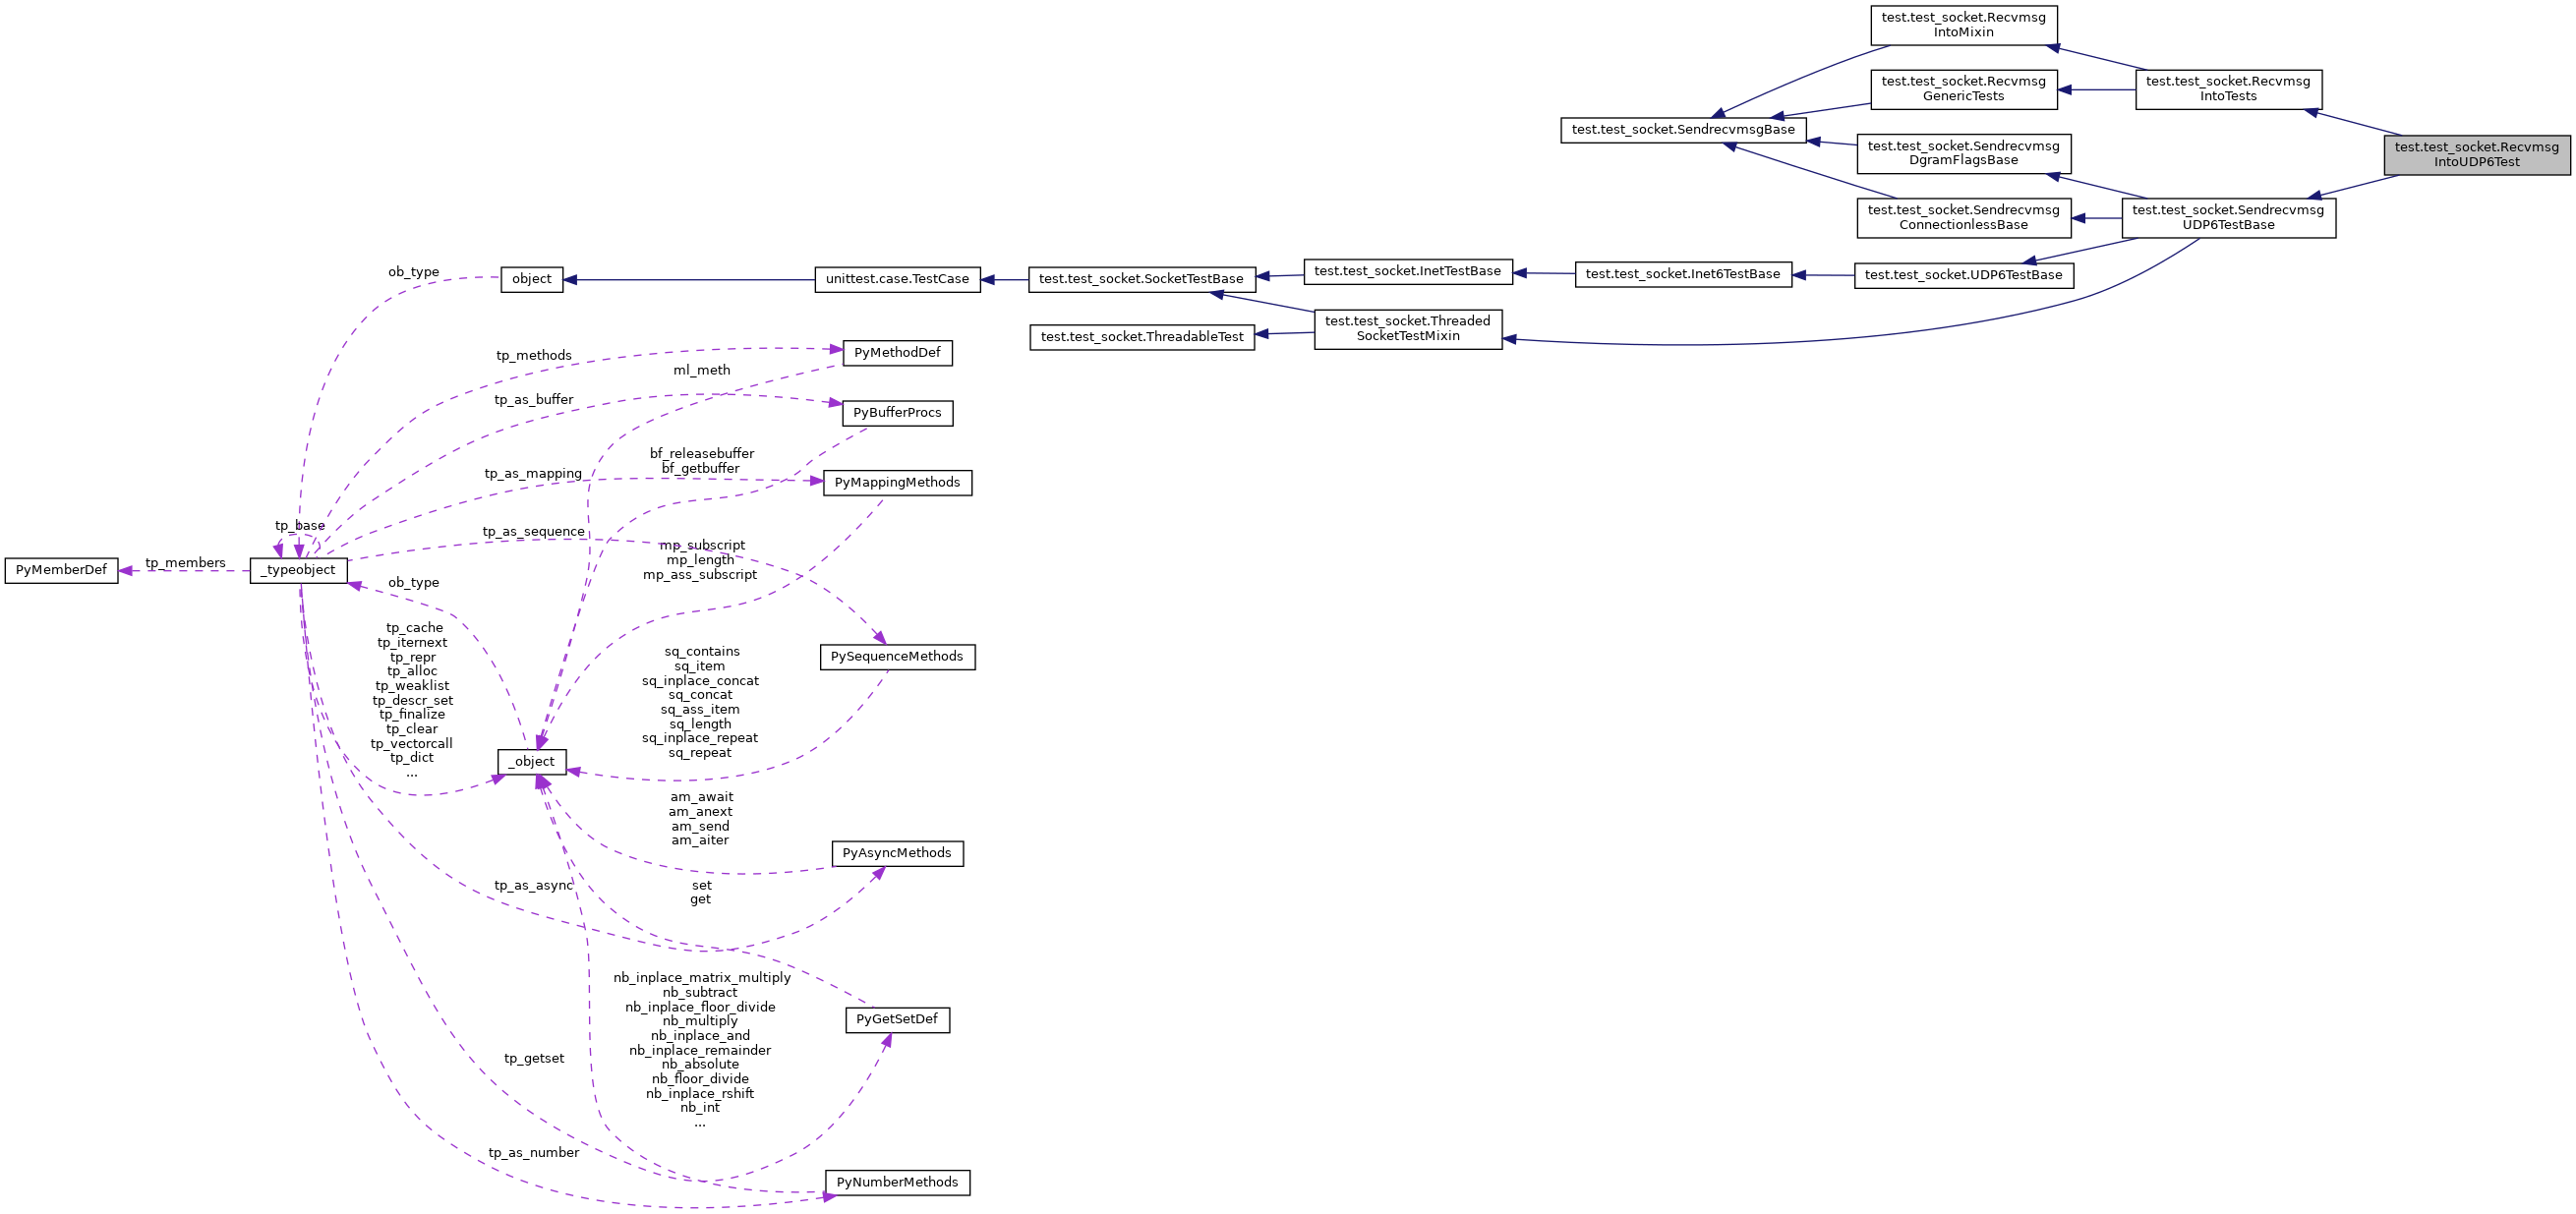 test.test_socket.Recvmsg
IntoMixin
test.test_socket.Recvmsg
GenericTests
test.test_socket.Recvmsg
IntoTests
test.test_socket.SendrecvmsgBase
test.test_socket.Sendrecvmsg
DgramFlagsBase
test.test_socket.Recvmsg
IntoUDP6Test
test.test_socket.Sendrecvmsg
ConnectionlessBase
test.test_socket.Sendrecvmsg
UDP6TestBase
ob_type
object
unittest.case.TestCase
test.test_socket.SocketTestBase
test.test_socket.InetTestBase
test.test_socket.Inet6TestBase
test.test_socket.UDP6TestBase
test.test_socket.ThreadableTest
test.test_socket.Threaded
SocketTestMixin
tp_methods
PyMethodDef
ml_meth
tp_as_buffer
PyBufferProcs
bf_releasebuffer
bf_getbuffer
tp_as_mapping
PyMappingMethods
tp_base
tp_as_sequence
mp_subscript
mp_length
mp_ass_subscript
PyMemberDef
tp_members
_typeobject
ob_type
tp_cache
tp_iternext
tp_repr
tp_alloc
tp_weaklist
tp_descr_set
tp_finalize
tp_clear
tp_vectorcall
tp_dict
...
sq_contains
sq_item
sq_inplace_concat
sq_concat
sq_ass_item
sq_length
sq_inplace_repeat
sq_repeat
PySequenceMethods
_object
am_await
am_anext
am_send
am_aiter
PyAsyncMethods
tp_as_async
set
get
PyGetSetDef
nb_inplace_matrix_multiply
nb_subtract
nb_inplace_floor_divide
nb_multiply
nb_inplace_and
nb_inplace_remainder
nb_absolute
nb_floor_divide
nb_inplace_rshift
nb_int
...
tp_getset
tp_as_number
PyNumberMethods